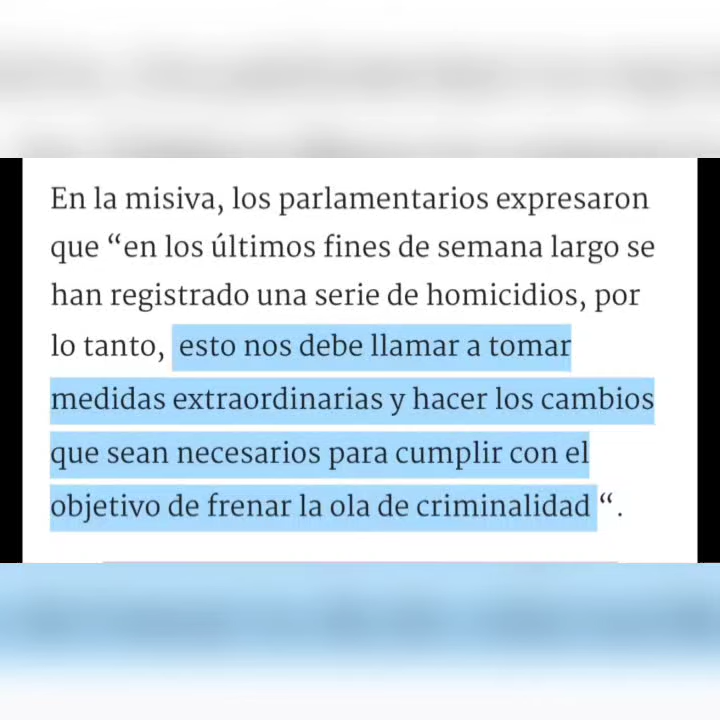 En la misiva, los parlamentarios expresaron
que “en los últimos fines de semana largo se
han registrado una serie de homicidios, por
lo tanto, esto nos debe llamar a tomar
medidas extraordinarias y hacer los cambios
que sean necesarios para cumplir con el
objetivo de frenar la ola de criminalidad “.